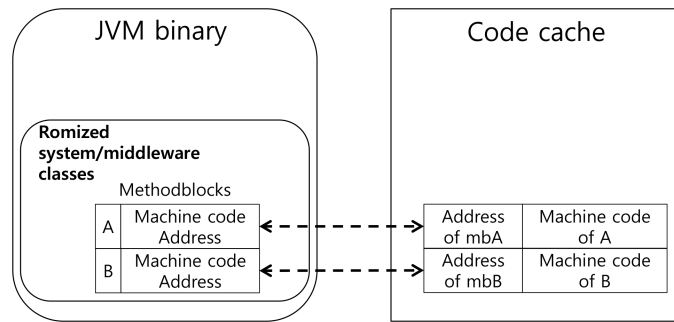 JVM binary
Code cache
Romized
system/middleware
classes
Methodblocks
A
Machine code
Address
B
Machine code
Address
Address
of mbA
Machine code
of A
Address
of mbB
Machine code
of B